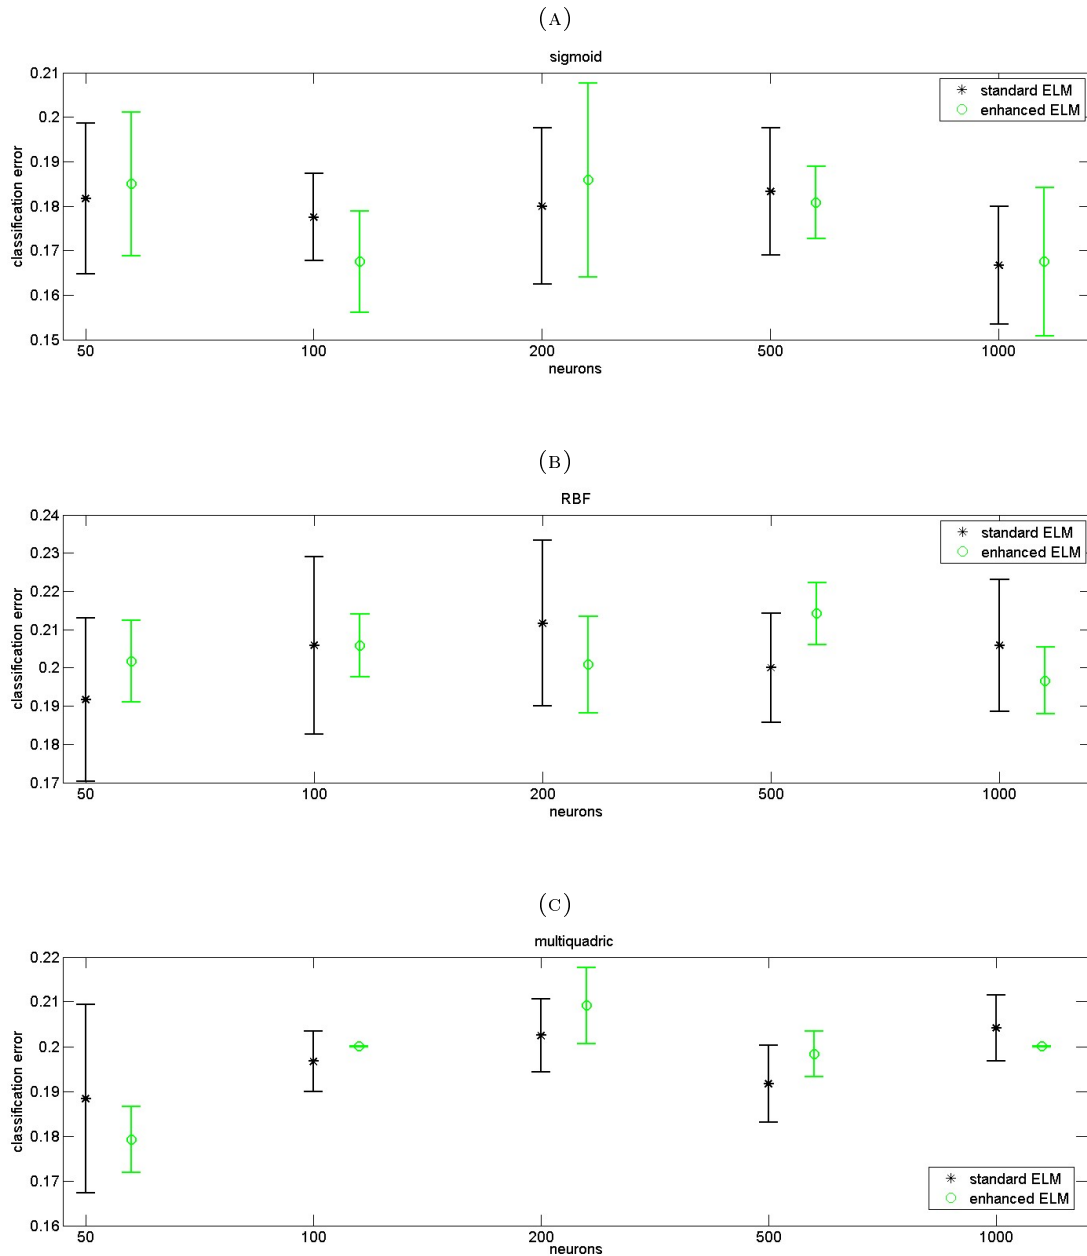 (A)
sigmoid
0.21
0.2
0.19
0.18
0.17
0.16
0.15
classification error
standard ELM
enhanced ELM
50 100 200 500 1000
neurons
(B)
RBF
0.24
0.23
0.22
0.21
0.2
0.19
0.18
0.17
classification error
standard ELM
enhanced ELM
50 100 200 500 1000
neurons
(C)
multiquadric
0.22
0.21
0.2
0.19
0.18
0.17
0.16
classification error
standard ELM
enhanced ELM
50 100 200 500 1000
neurons